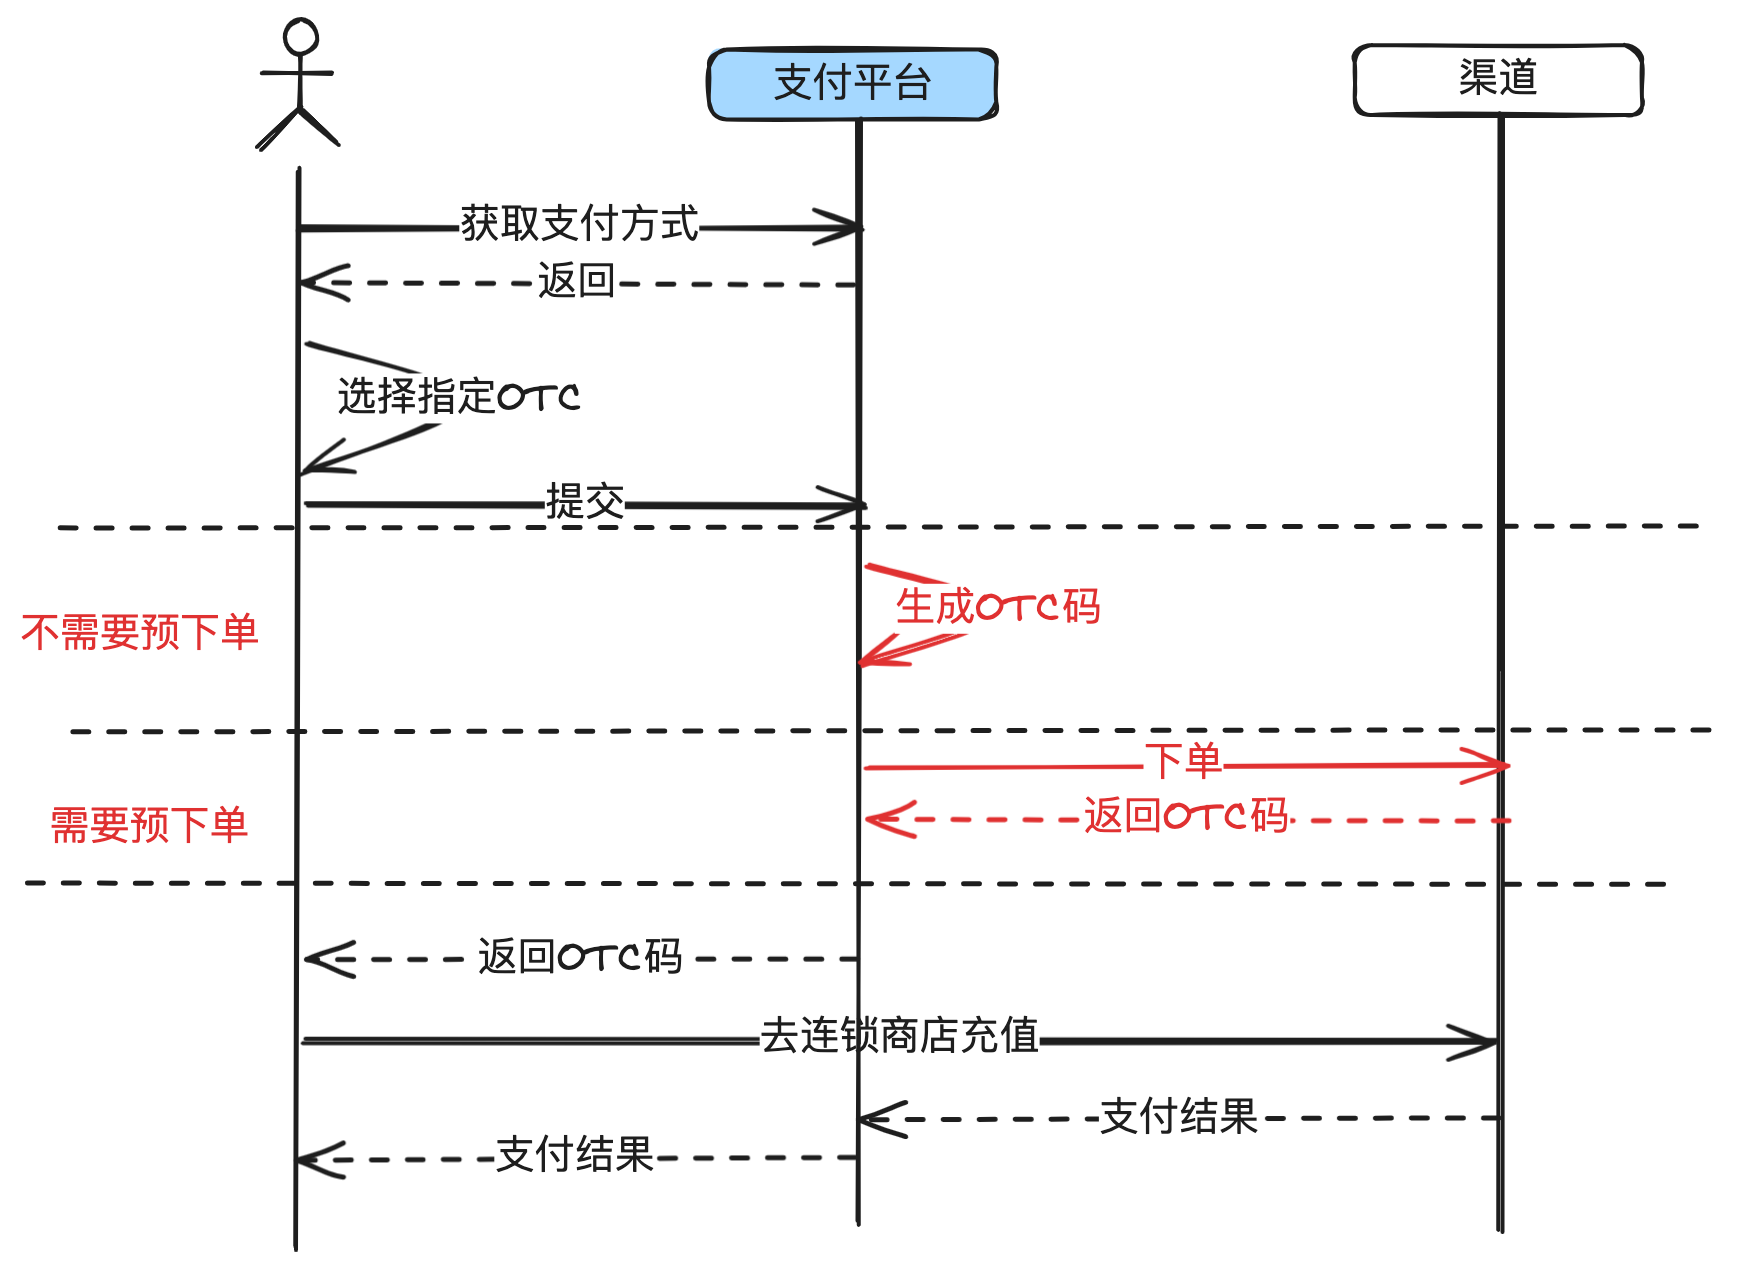 支付平台
渠道
获取支付方式
返回
选择指定OTC
提交
生成OTC码
不需要预下单
下单
返回OTC码
需要预下单
返回OTC码
去连锁商店充值
支付结果
支付结果